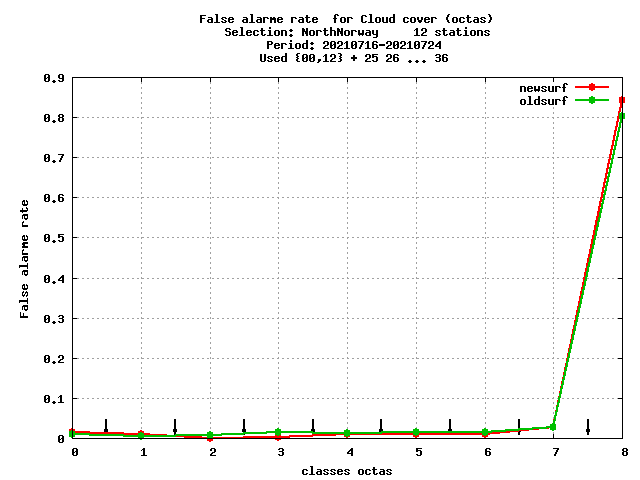 False alarme rate  for Cloud cover (octas)
Selection: NorthNorway     12 stations
Period: 20210716-20210724
Used {00,12} + 25 26 ... 36
newsurf
oldsurf
0.9
0.8
0.7
0.6
0.5
0.4
0.3
0.2
0.1
0
False alarme rate
0 1 2 3 4 5 6 7 8
classes octas